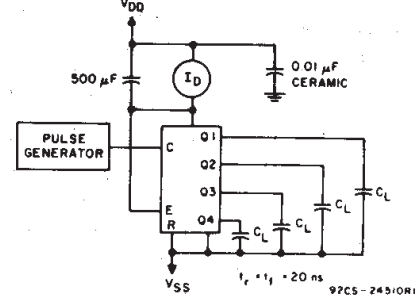 VDD
500 µF
ID
0.01 µF
CERAMIC
PULSE
GENERATOR
C
Q1
Q2
Q3
E
Q4
R
CL
CL
CL
CL
VSS
tr = tf = 20 ns
92CS-24510R1